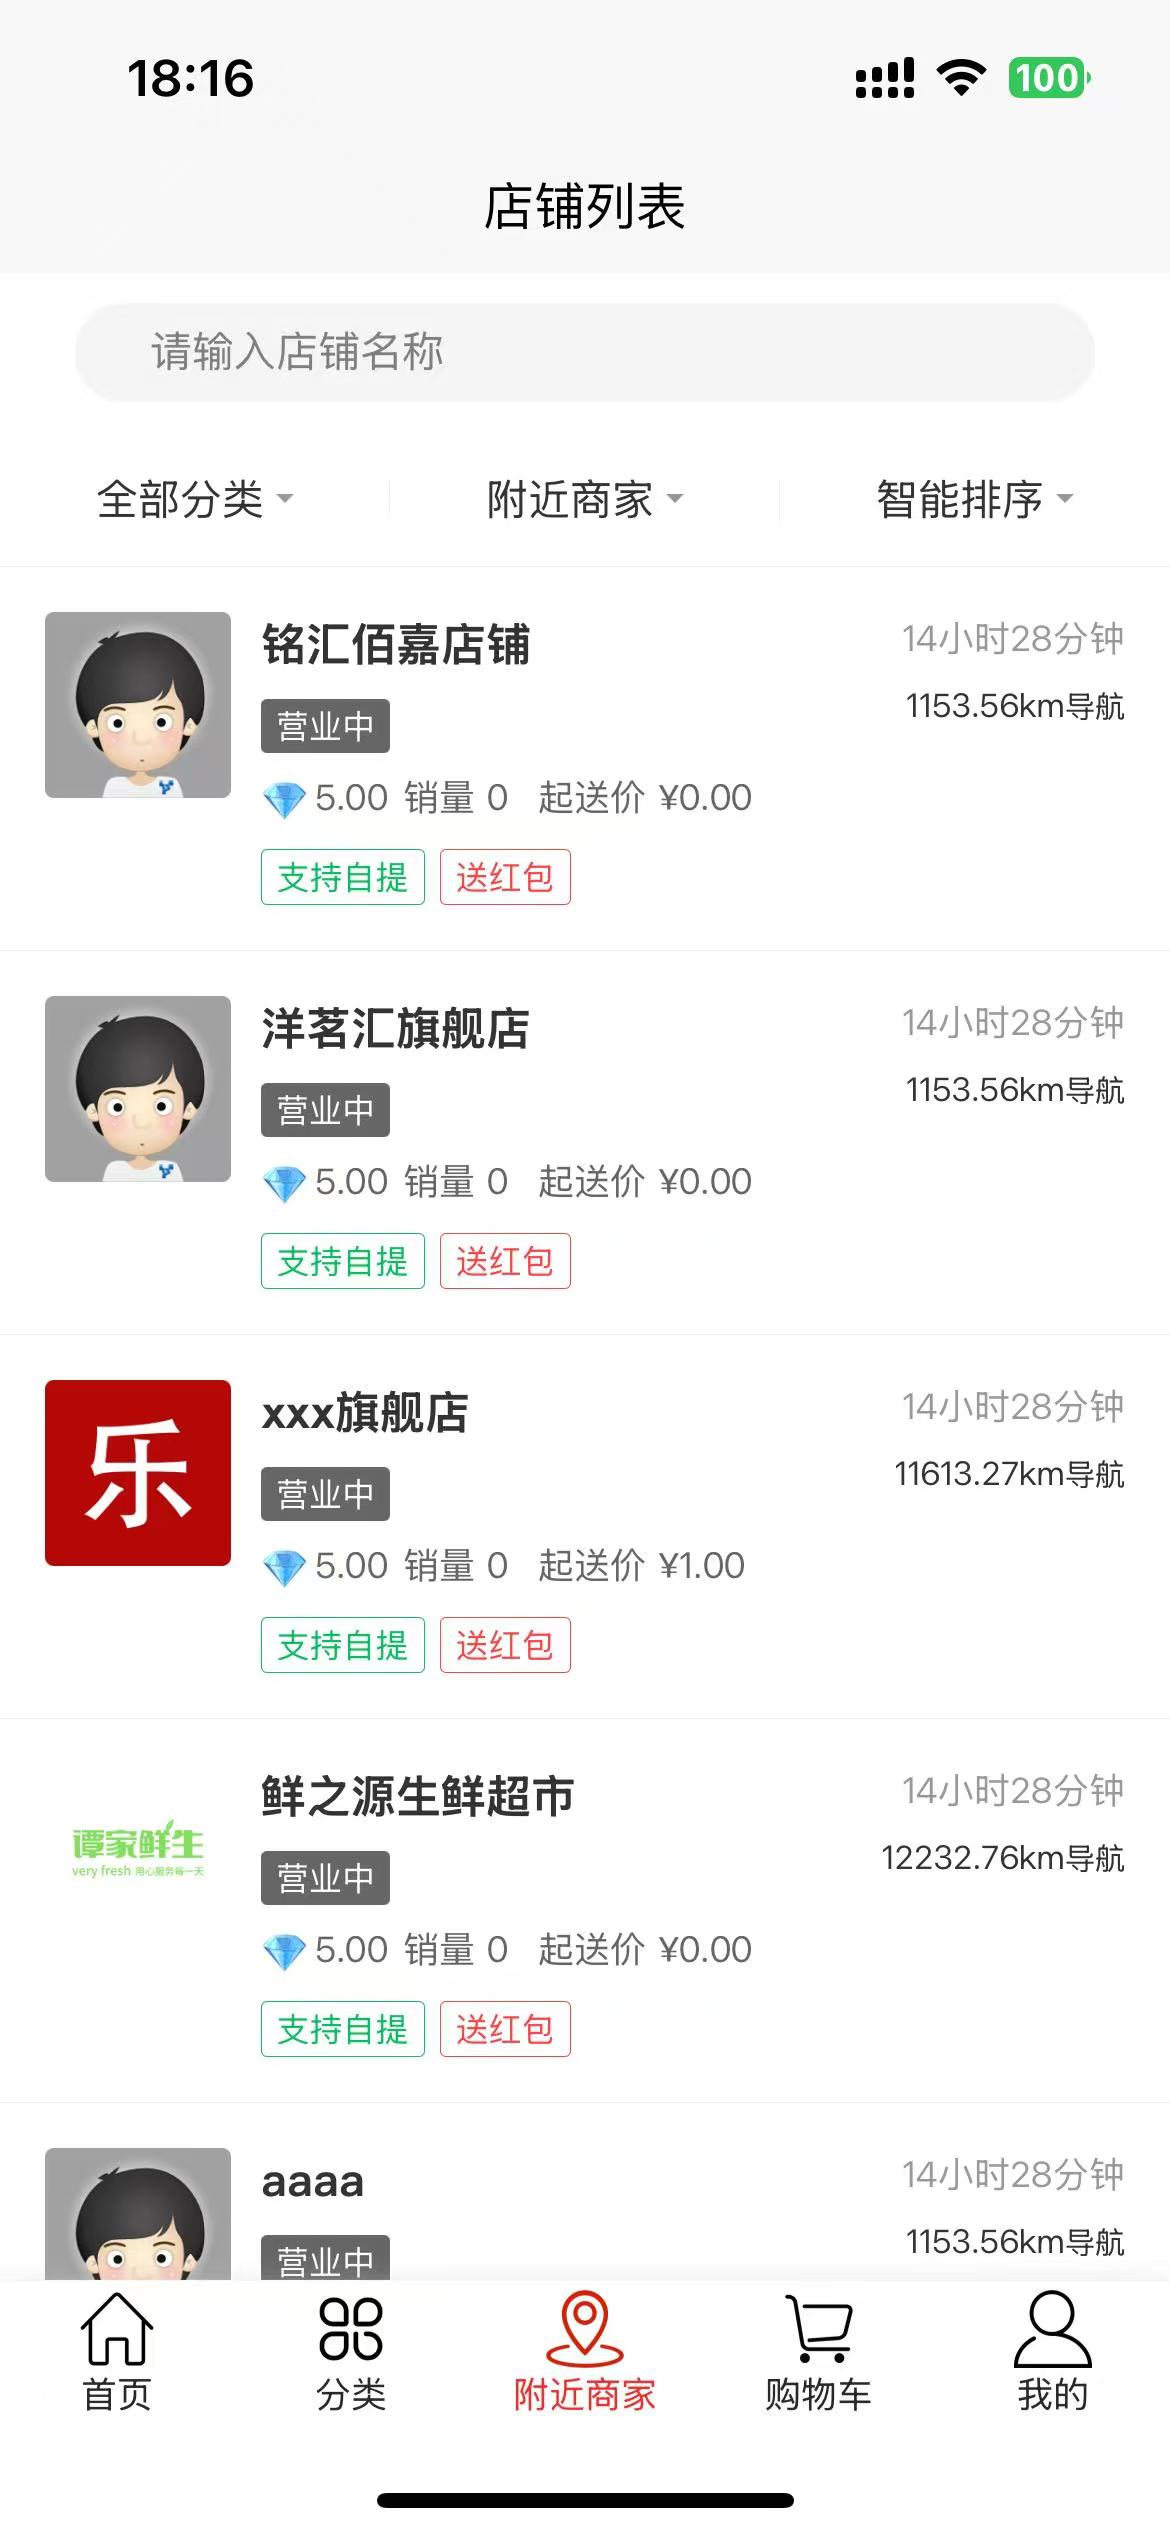 18:16
100
店铺列表
请输入店铺名称
全部分类 附近商家 智能排序
铭汇佰嘉店铺 14小时28分钟
营业中 1153.56km导航
5.00 销量 0 起送价 ¥0.00
支持自提 送红包
洋茗汇旗舰店 14小时28分钟
营业中 1153.56km导航
5.00 销量 0 起送价 ¥0.00
支持自提 送红包
乐
xxx旗舰店 14小时28分钟
营业中 11613.27km导航
5.00 销量 0 起送价 ¥1.00
支持自提 送红包
谭家鲜生
very fresh 用心服务每一天
鲜之源生鲜超市 14小时28分钟
营业中 12232.76km导航
5.00 销量 0 起送价 ¥0.00
支持自提 送红包
aaaa 14小时28分钟
营业中 1153.56km导航
首页 分类 附近商家 购物车 我的